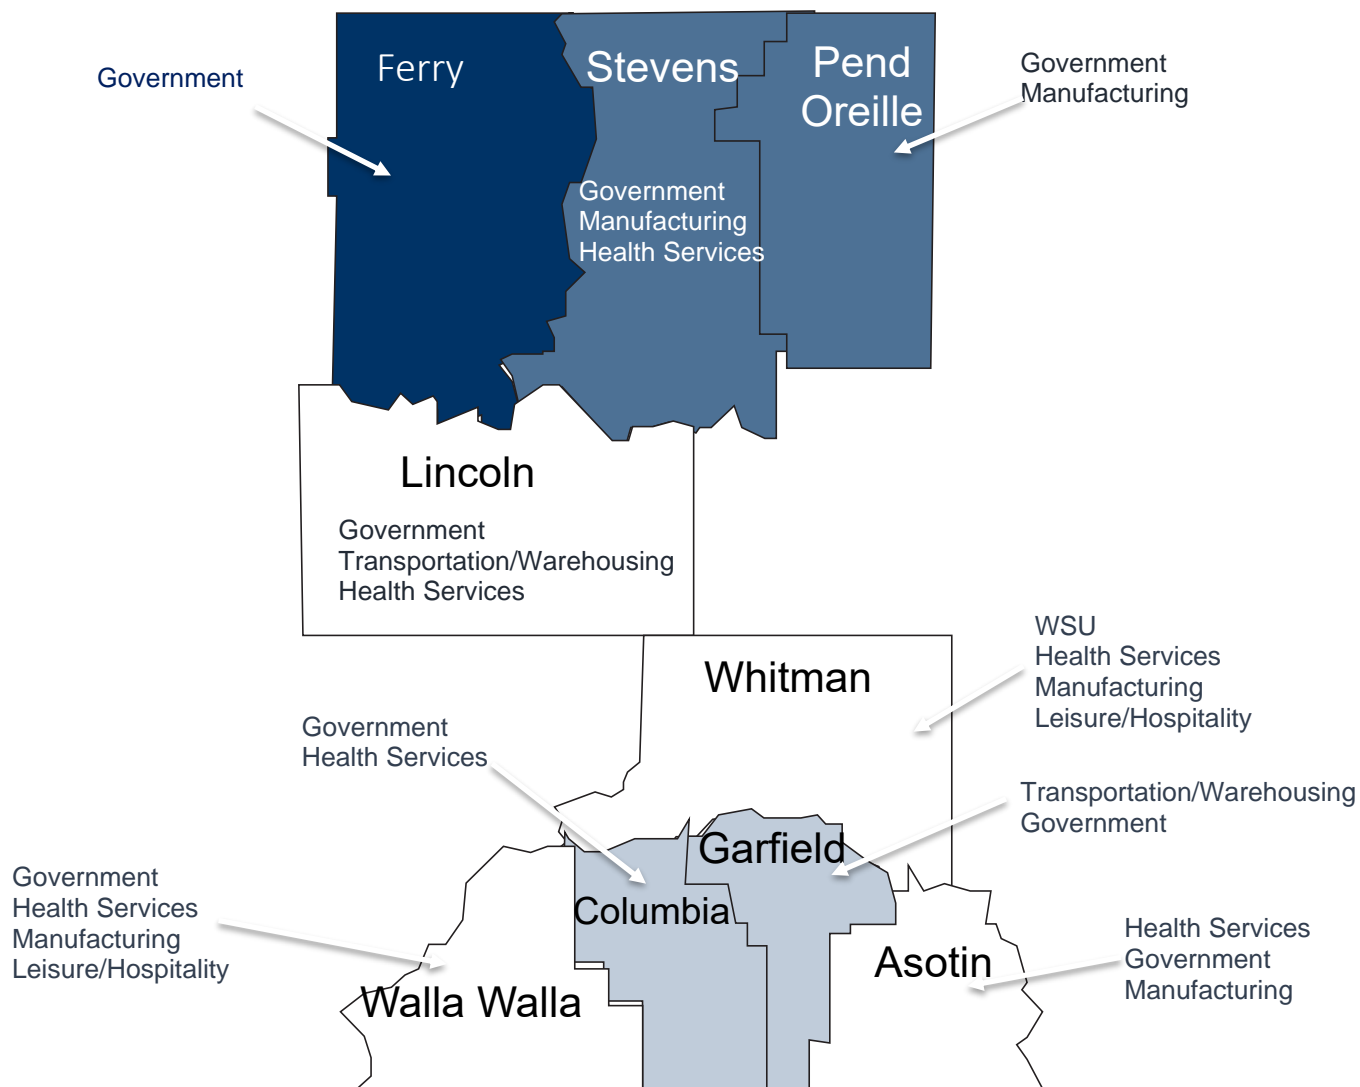 Government
Ferry
Stevens
Pend
Oreille
Government
Manufacturing
Government
Manufacturing
Health Services
Lincoln
Government
Transportation/Warehousing
Health Services
Whitman
WSU
Health Services
Manufacturing
Leisure/Hospitality
Government
Health Services
Transportation/Warehousing
Government
Garfield
Columbia
Government
Health Services
Manufacturing
Leisure/Hospitality
Walla Walla
Asotin
Health Services
Government
Manufacturing